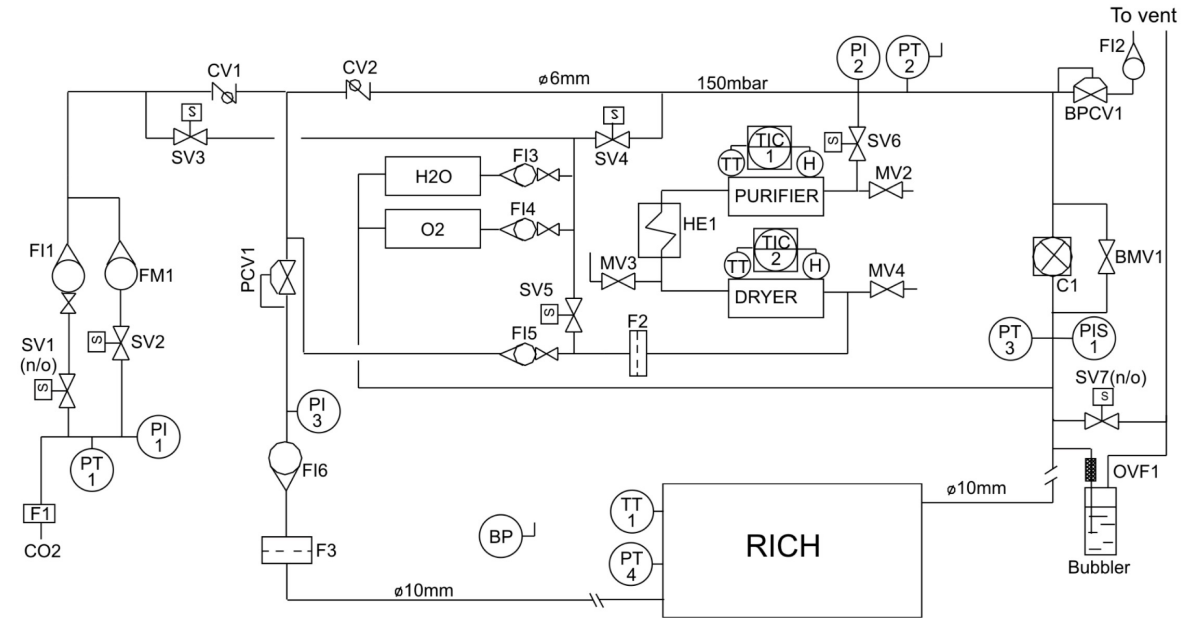 To vent
FI2
CV1
CV2
ø6mm
150mbar
PI
2
PT
2
BPCV1
S
SV3
S
SV4
S
SV6
TIC
1
TT
H
H2O
FI3
PURIFIER
MV2
O2
FI4
HE1
TIC
2
TT
H
FI1
FM1
PCV1
MV3
DRYER
MV4
C1
BMV1
SV5
S
F2
FI5
SV1
(n/o)
S
S
SV2
PT
3
PIS
1
SV7(n/o)
S
PI
3
PI
1
PT
1
FI6
OVF1
F1
CO2
BP
TT
1
PT
4
RICH
ø10mm
F3
Bubbler
ø10mm